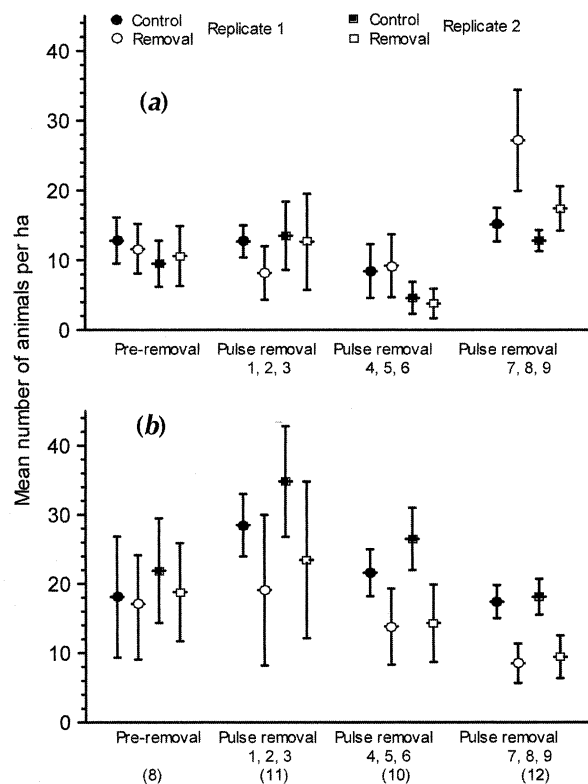 Control Control
Removal Replicate 1 Removal Replicate 2
40
(a)
30
20
10
0
Pre-removal Pulse removal Pulse removal Pulse removal
1, 2, 3 4, 5, 6 7, 8, 9
Mean number of animals per ha
(b)
40
30
20
10
0
Pre-removal Pulse removal Pulse removal Pulse removal
1, 2, 3 4, 5, 6 7, 8, 9
(8) (11) (10) (12)